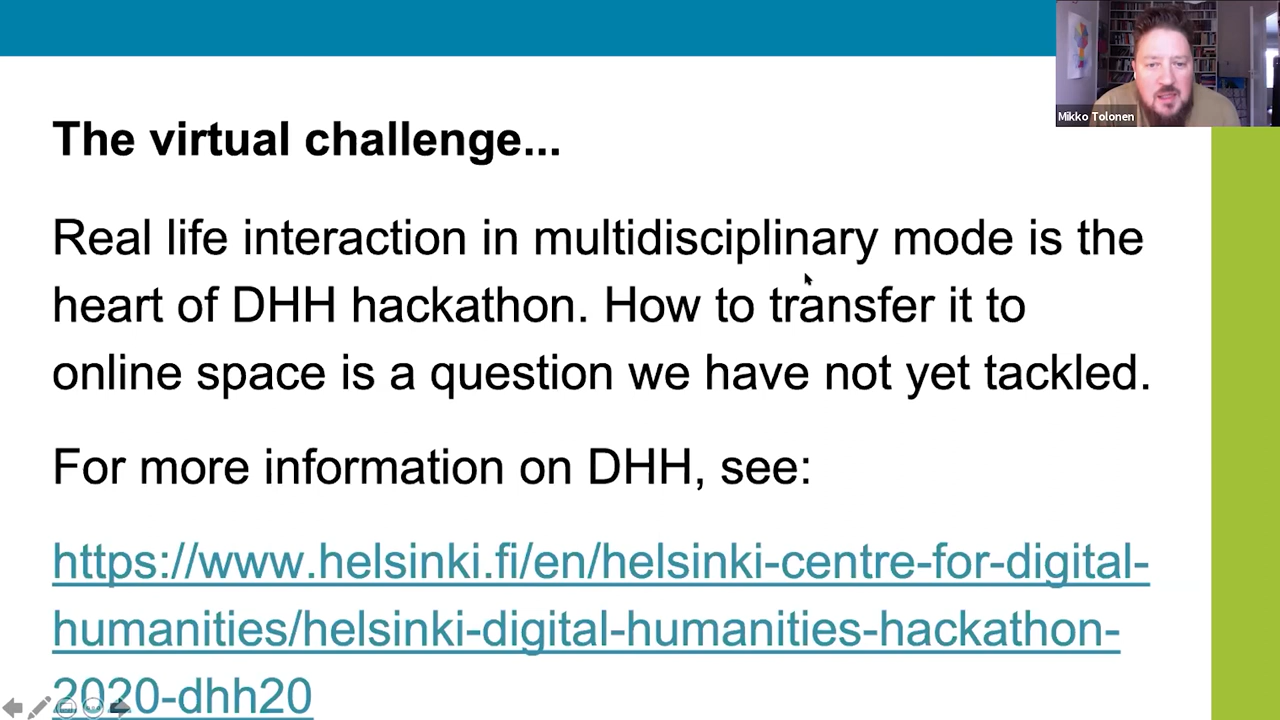 Mikko Tolonen
The virtual challenge...
Real life interaction in multidisciplinary mode is the
heart of DHH hackathon. How to transfer it to
online space is a question we have not yet tackled.
For more information on DHH, see:
https://www.helsinki.fi/en/helsinki-centre-for-digital-
humanities/helsinki-digital-humanities-hackathon-
2020-dhh20